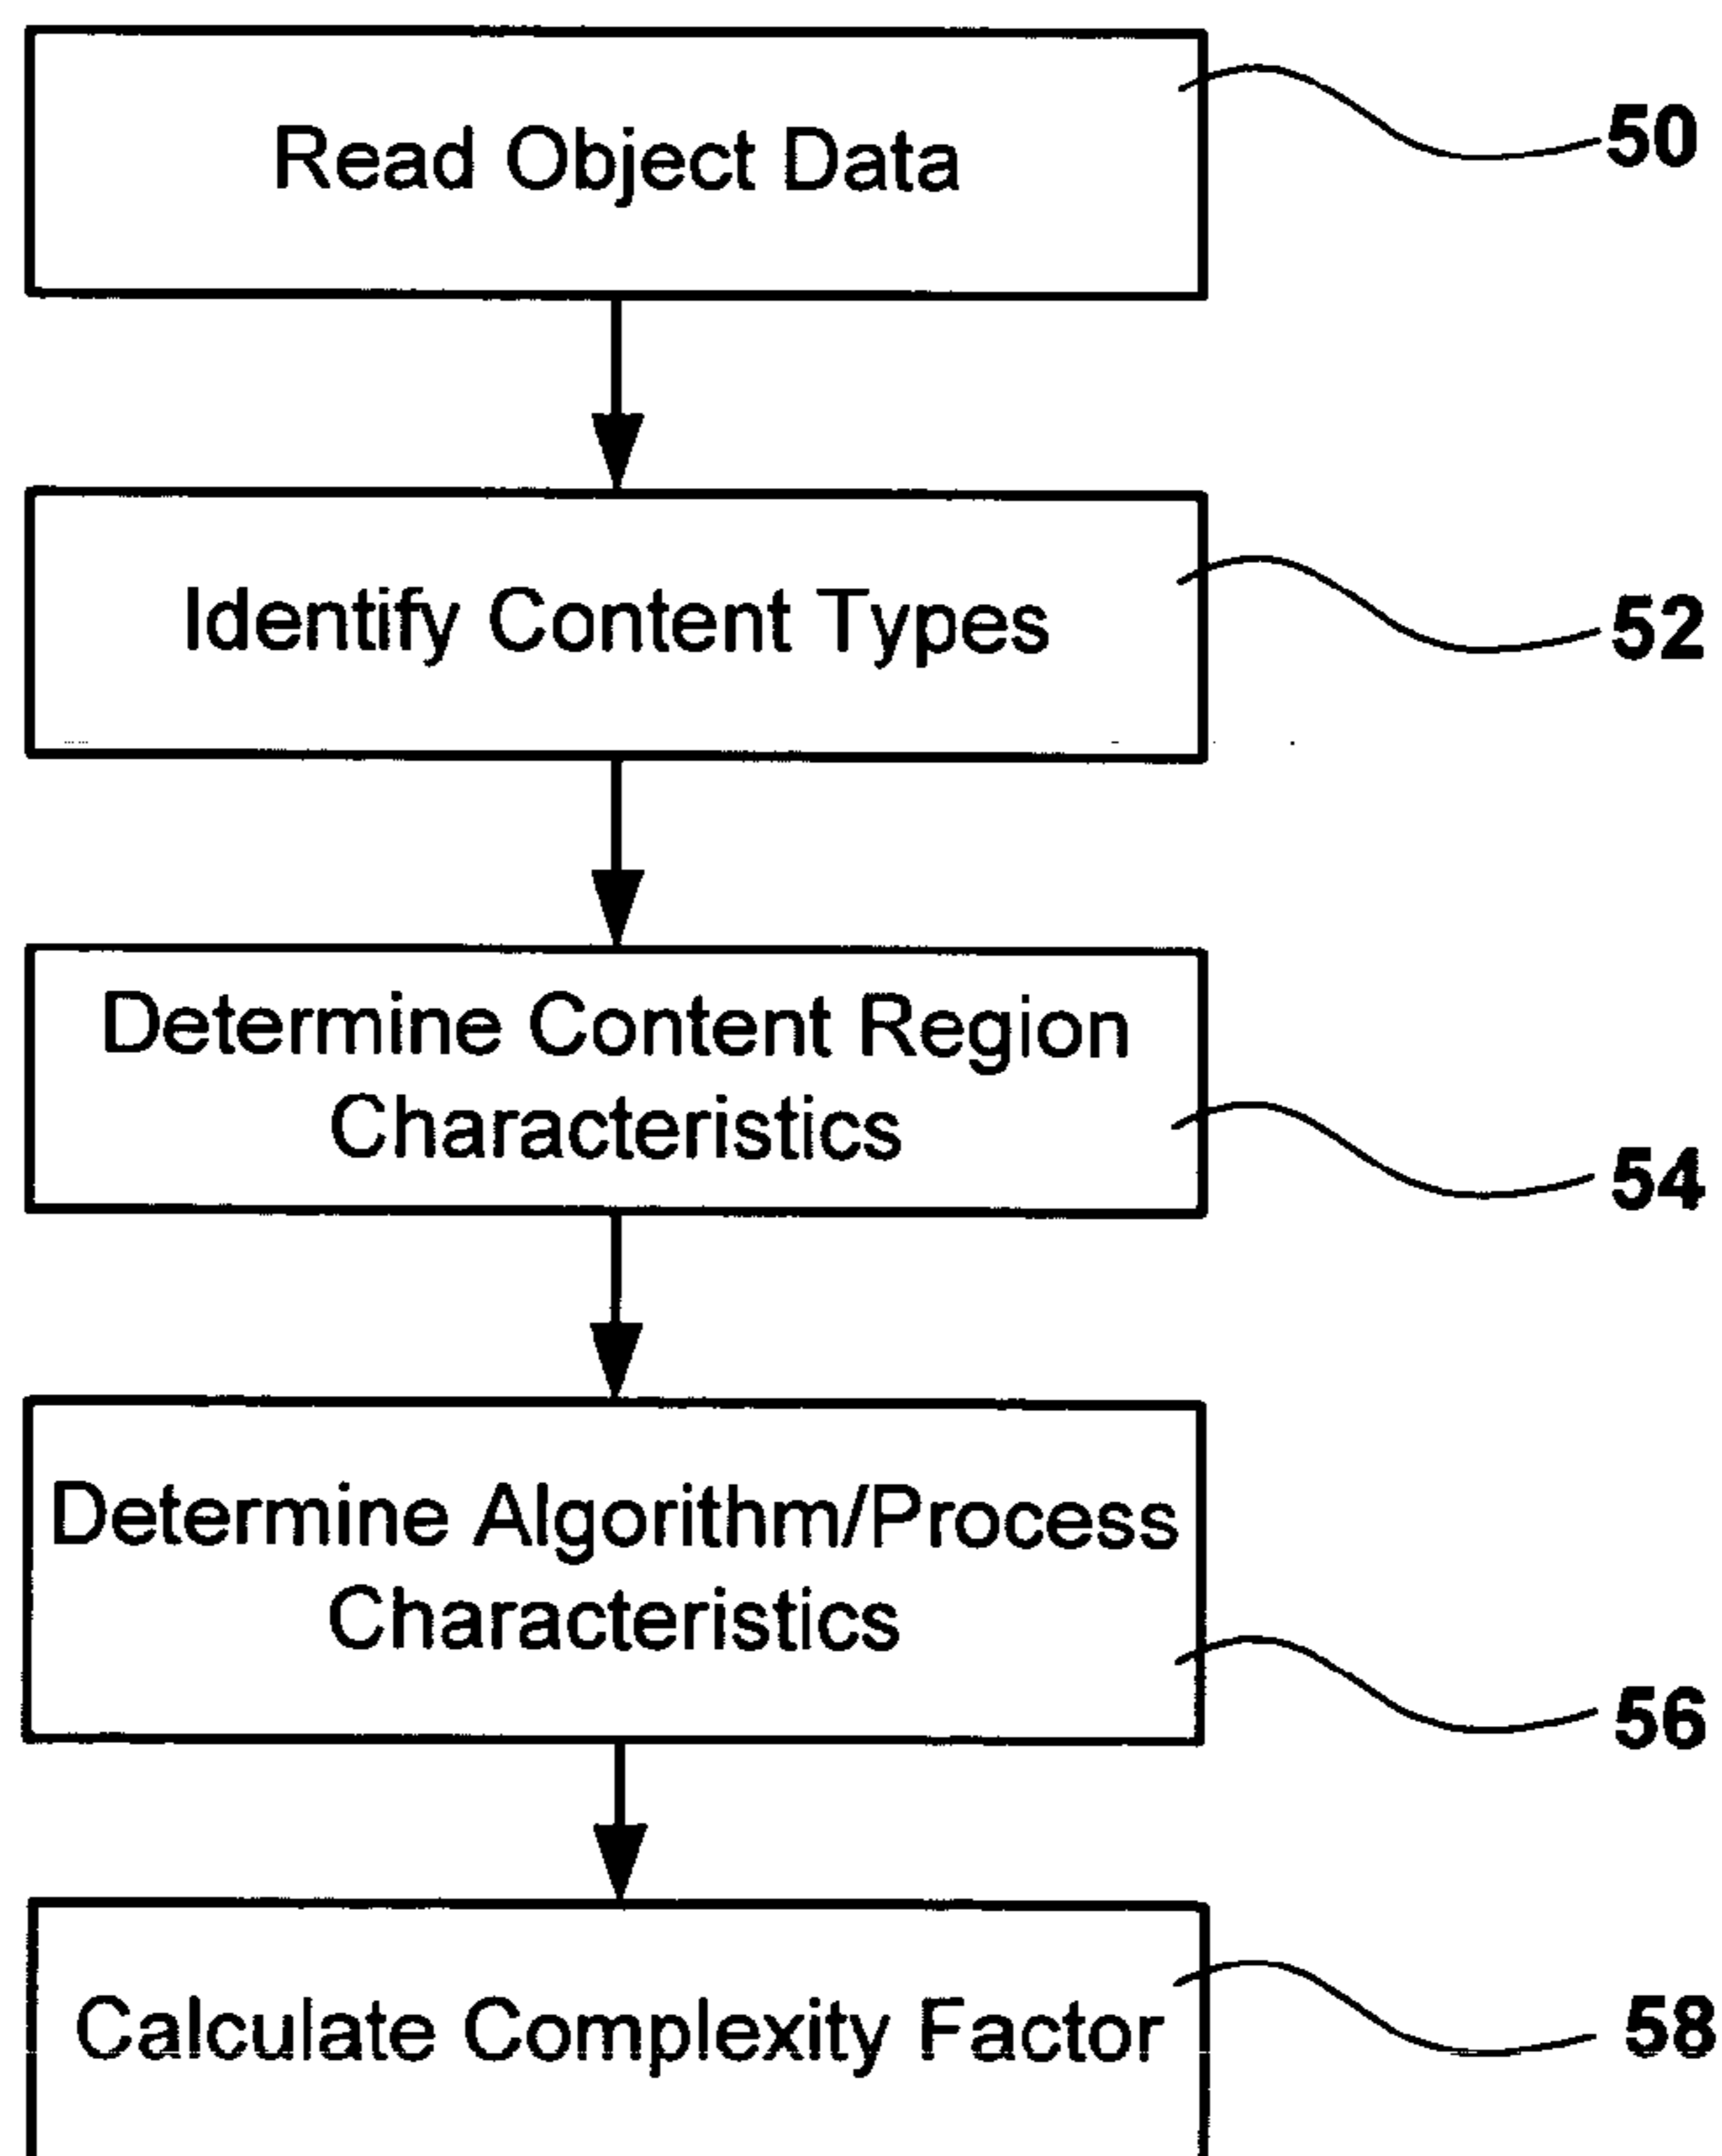 Read Object Data
50
Identify Content Types
52
Determine Content Region
Characteristics
54
Determine Algorithm/Process
Characteristics
56
Calculate Complexity Factor
58